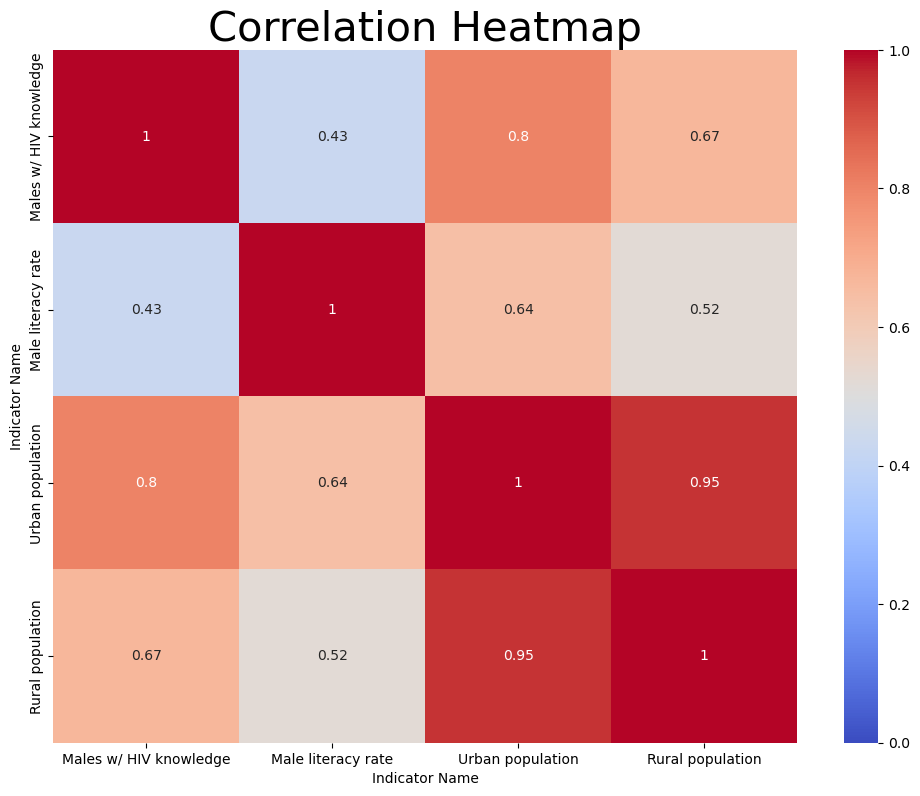 Correlation Heatmap
Indicator Name
Males w/ HIV knowledge
1
0.43
0.8
0.67
Male literacy rate
0.43
1
0.64
0.52
Urban population
0.8
0.64
1
0.95
Rural population
0.67
0.52
0.95
1
Males w/ HIV knowledge
Male literacy rate
Urban population
Rural population
Indicator Name
1.0
0.8
0.6
0.4
0.2
0.0